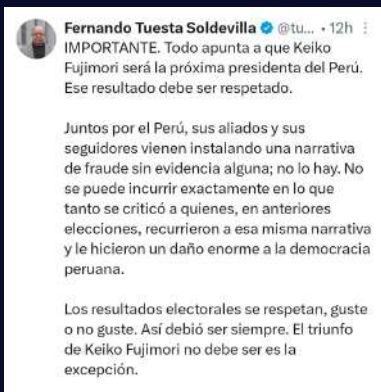 Fernando Tuesta Soldevilla @tu... • 12h
IMPORTANTE. Todo apunta a que Keiko
Fujimori será la próxima presidenta del Perú.
Ese resultado debe ser respetado.
Juntos por el Perú, sus aliados y sus
seguidores vienen instalando una narrativa
de fraude sin evidencia alguna; no lo hay. No
se puede incurrir exactamente en lo que
tanto se criticó a quienes, en anteriores
elecciones, recurrieron a esa misma narrativa
y le hicieron un daño enorme a la democracia
peruana.
Los resultados electorales se respetan, guste
o no guste. Así debió ser siempre. El triunfo
de Keiko Fujimori no debe ser es la
excepción.